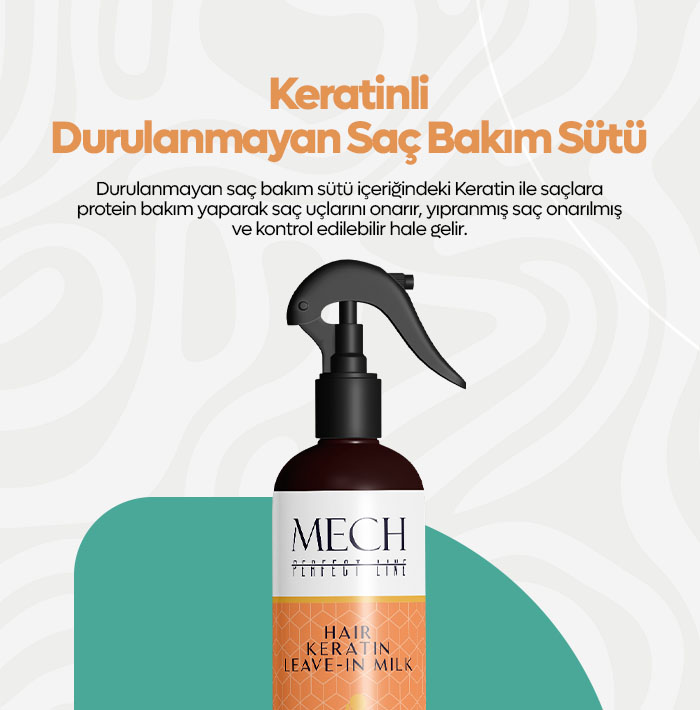 Keratinli
Durulanmayan Saç Bakım Sütü
Durulanmayan saç bakım sütü içeriğindeki Keratin ile saçlara
protein bakım yaparak saç uçlarını onarır, yıpranmış saç onarılmış
ve kontrol edilebilir hale gelir.
MECH
PERFECT LINE
HAIR
KERATIN
LEAVE-IN MILK